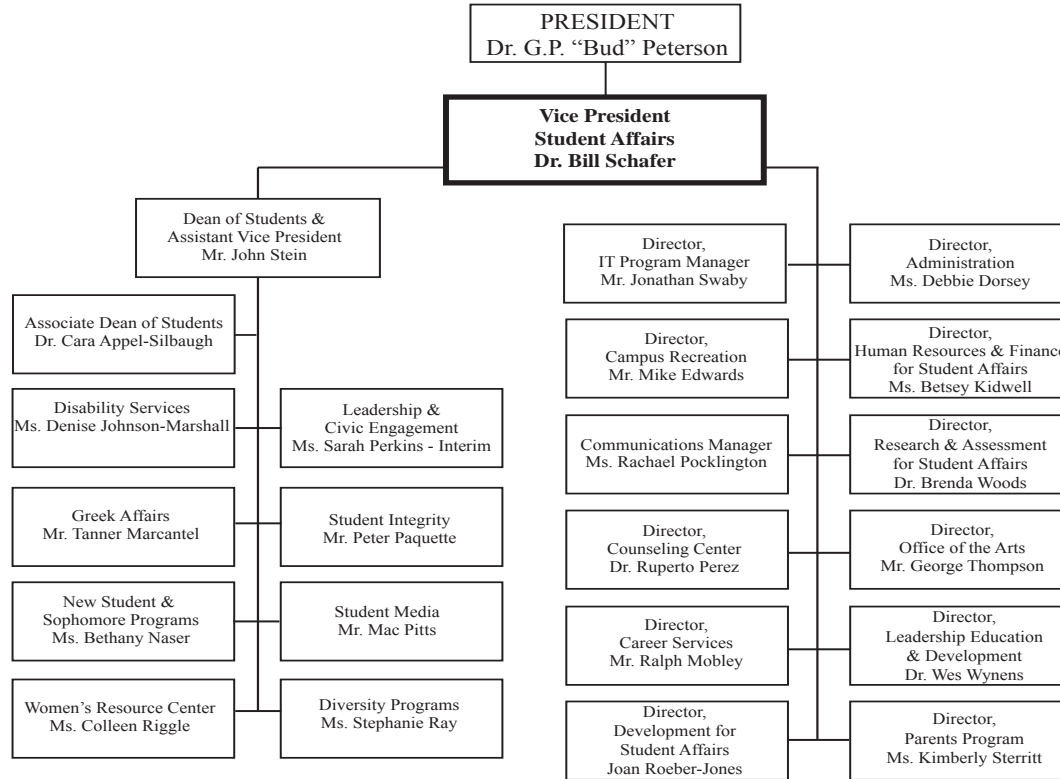 PRESIDENT
Dr. G.P. “Bud” Peterson
Vice President
Student Affairs
Dr. Bill Schafer
Dean of Students &
Assistant Vice President
Mr. John Stein
Associate Dean of Students
Dr. Cara Appel-Silbaugh
Disability Services
Ms. Denise Johnson-Marshall
Leadership &
Civic Engagement
Ms. Sarah Perkins - Interim
Greek Affairs
Mr. Tanner Marcantel
Student Integrity
Mr. Peter Paquette
New Student &
Sophomore Programs
Ms. Bethany Naser
Student Media
Mr. Mac Pitts
Women’s Resource Center
Ms. Colleen Riggle
Diversity Programs
Ms. Stephanie Ray
Director,
IT Program Manager
Mr. Jonathan Swaby
Director,
Administration
Ms. Debbie Dorsey
Director,
Campus Recreation
Mr. Mike Edwards
Director,
Human Resources & Finance
for Student Affairs
Ms. Betsey Kidwell
Communications Manager
Ms. Rachael Pocklington
Director,
Research & Assessment
for Student Affairs
Dr. Brenda Woods
Director,
Counseling Center
Dr. Ruperto Perez
Director,
Office of the Arts
Mr. George Thompson
Director,
Career Services
Mr. Ralph Mobley
Director,
Leadership Education
& Development
Dr. Wes Wynens
Director,
Development for
Student Affairs
Joan Roeber-Jones
Director,
Parents Program
Ms. Kimberly Sterritt